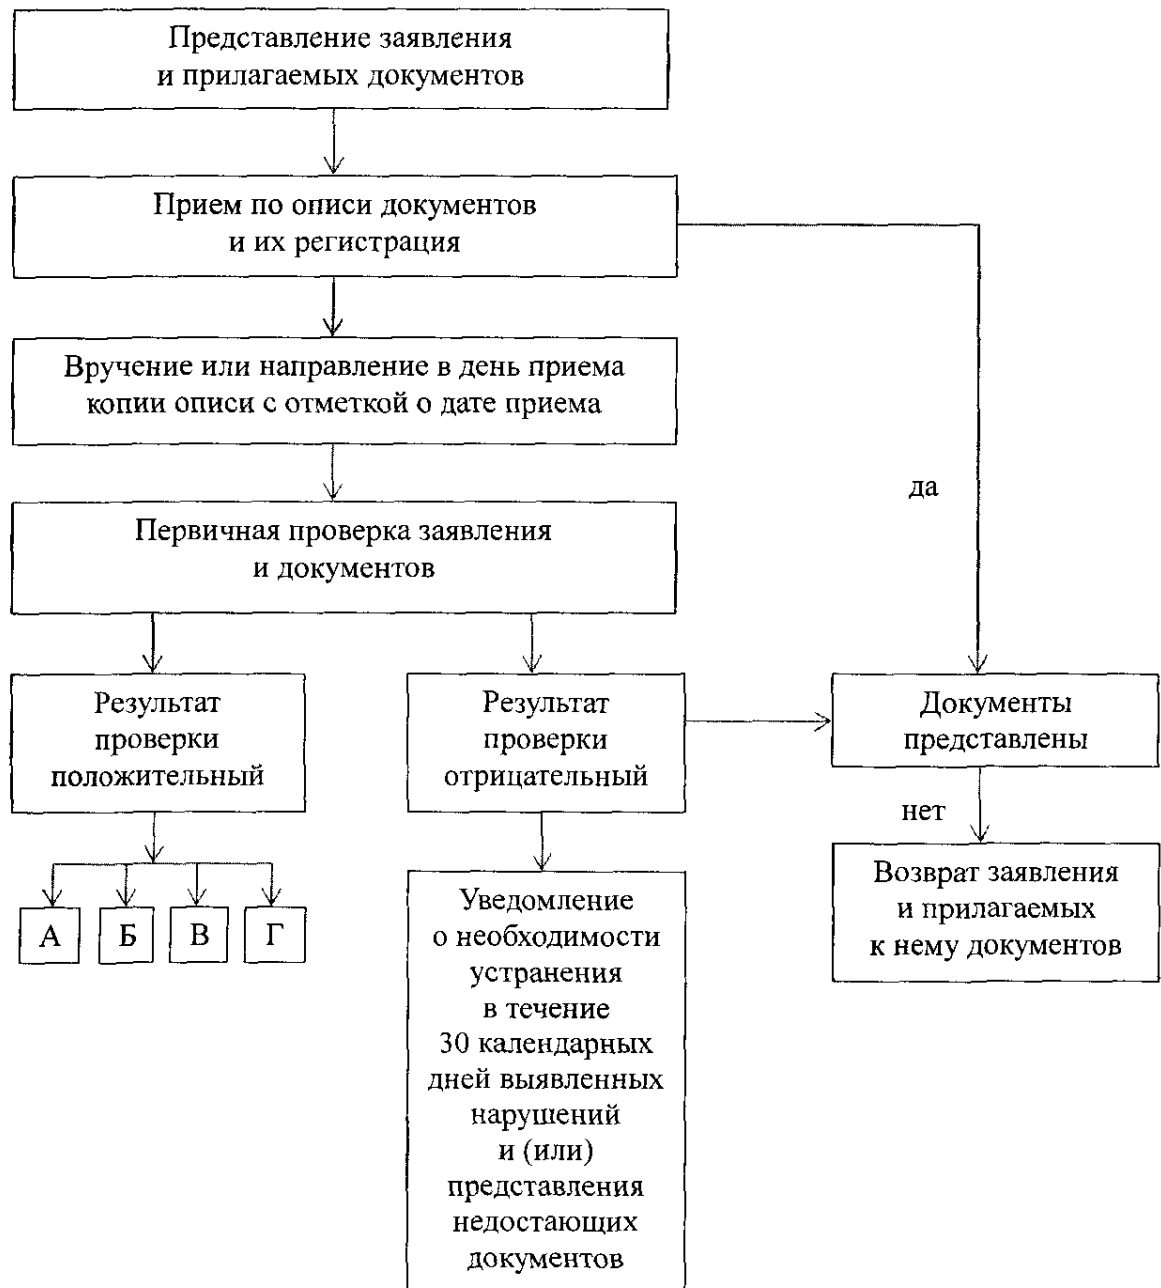 Представление заявления
и прилагаемых документов
Прием по описи документов
и их регистрация
Вручение или направление в день приема
копии описи с отметкой о дате приема
да
Первичная проверка заявления
и документов
Результат
проверки
положительный
Результат
проверки
отрицательный
Документы
представлены
нет
А
Б
В
Г
Уведомление
о необходимости
устранения
в течение
30 календарных
дней выявленных
нарушений
и (или)
представления
недостающих
документов
Возврат заявления
и прилагаемых
к нему документов